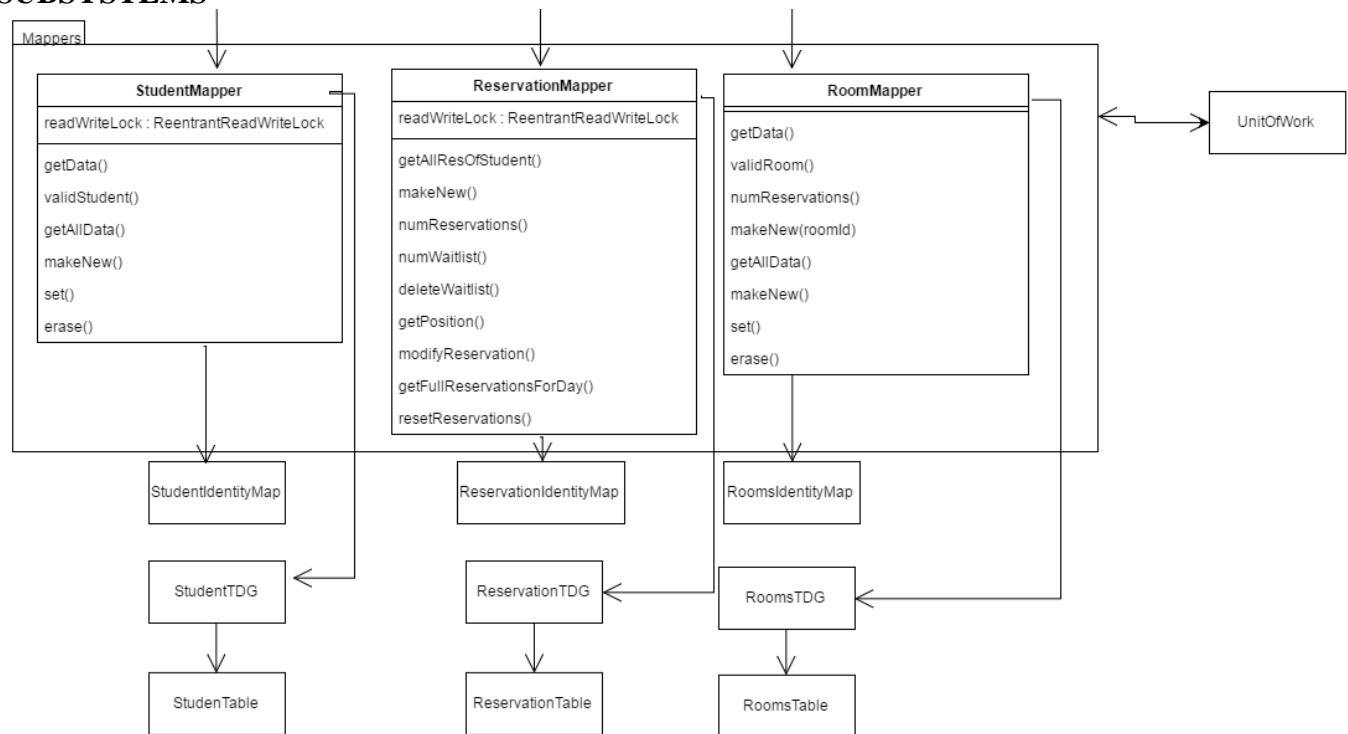 SUBSYSTEMS
Mappers
StudentMapper
readWriteLock : ReentrantReadWriteLock
getData()
validStudent()
getAllData()
makeNew()
set()
erase()
ReservationMapper
readWriteLock : ReentrantReadWriteLock
getAllResOfStudent()
makeNew()
numReservations()
numWaitlist()
deleteWaitlist()
getPosition()
modifyReservation()
getFullReservationsForDay()
resetReservations()
RoomMapper
getData()
validRoom()
numReservations()
makeNew(roomId)
getAllData()
makeNew()
set()
erase()
UnitOfWork
StudentIdentityMap
ReservationIdentityMap
RoomsIdentityMap
StudentTDG
ReservationTDG
RoomsTDG
StudenTable
ReservationTable
RoomsTable